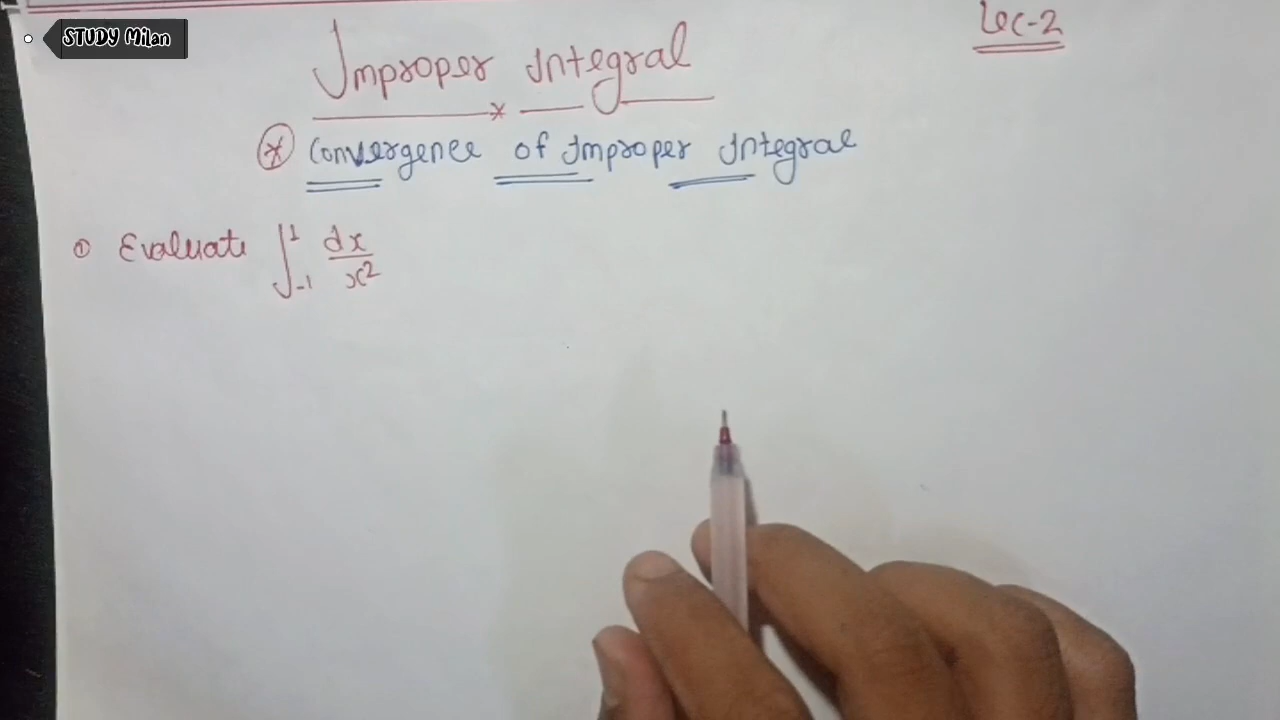 STUDY Milan
Lec-2
Improper Integral
* Convergence of Improper Integral
① Evaluate ∫₋₁¹ dx/x²